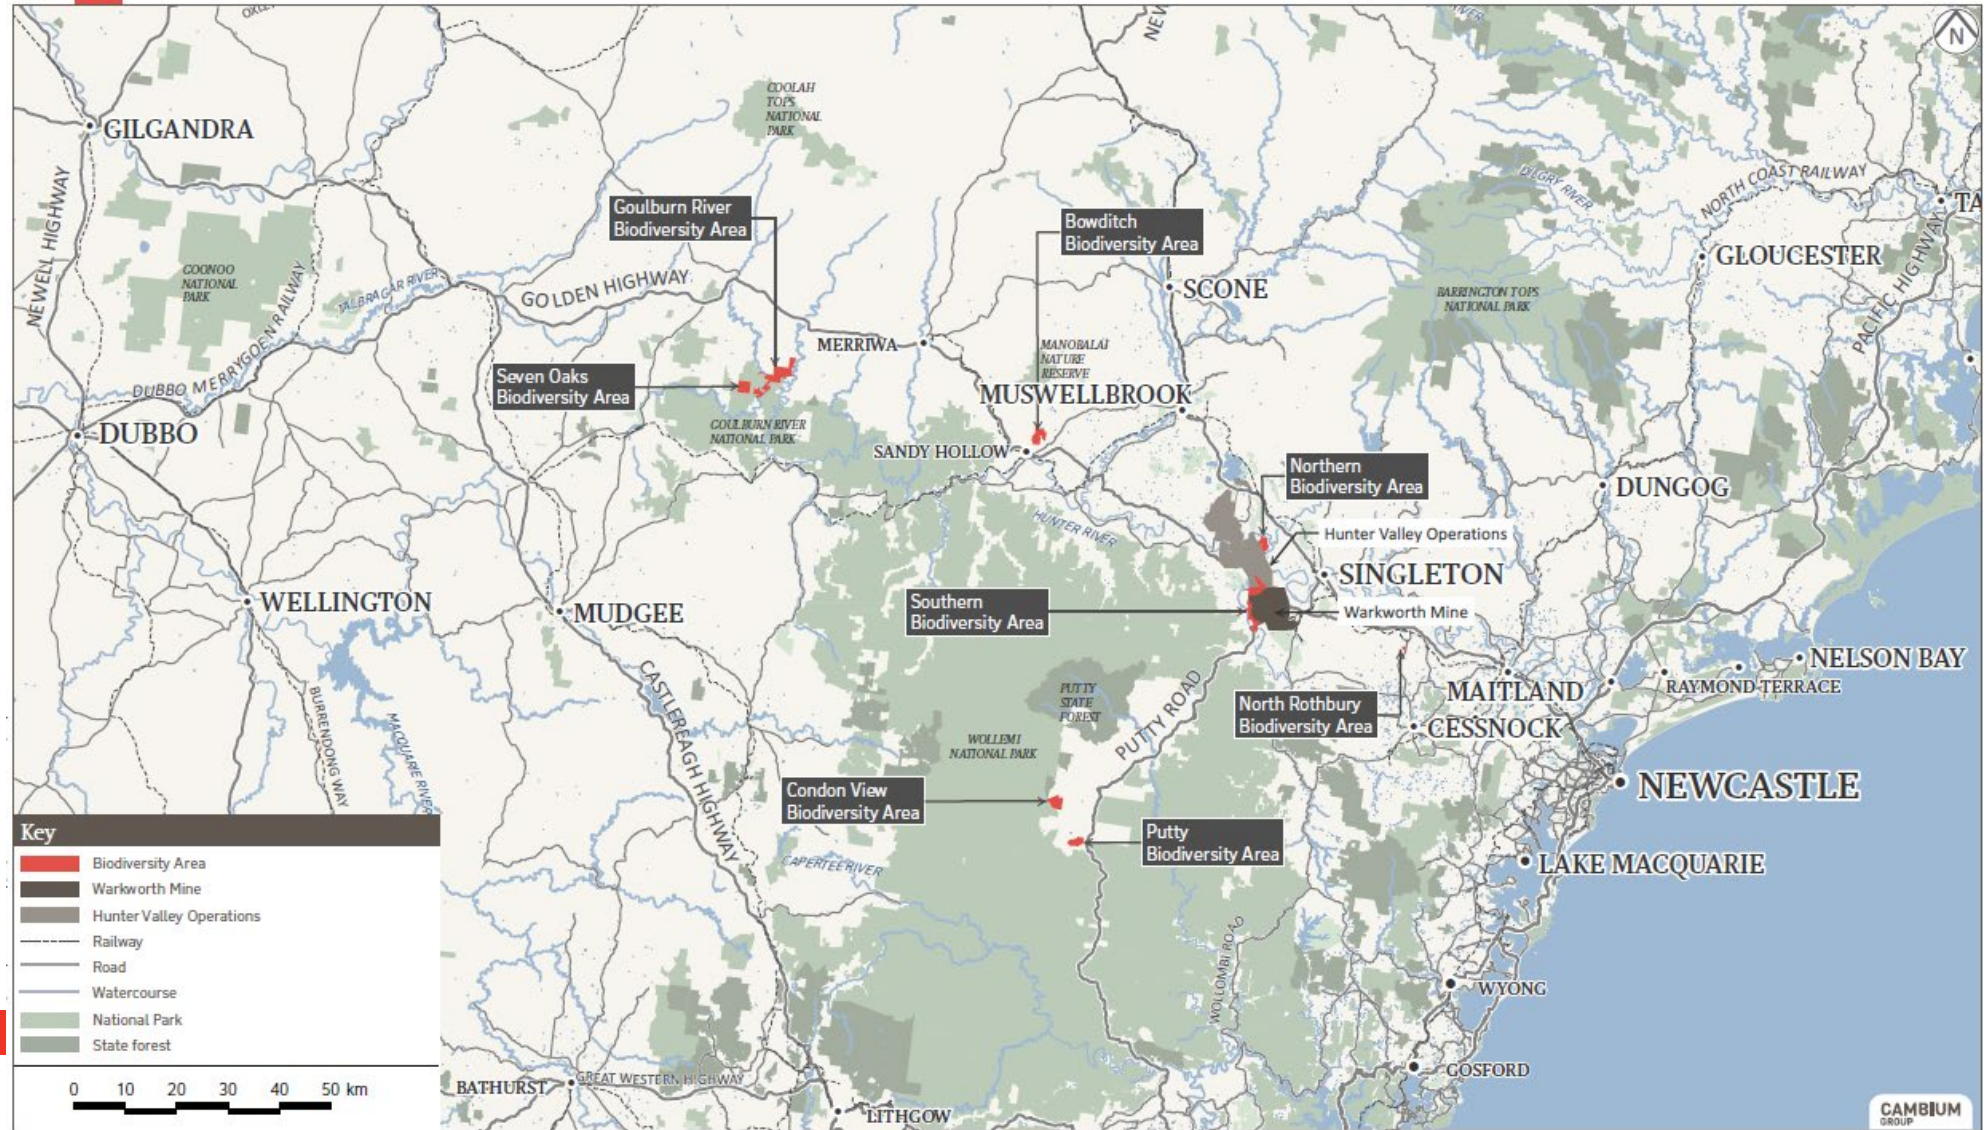 N
GILGANDRA
COOLAH
TOPS
NATIONAL
PARK
NEWELL HIGHWAY
GOONOO
NATIONAL
PARK
TALBRAGAR RIVER
DUBBO MERRYGOEN RAILWAY
DUBBO
Goulburn River
Biodiversity Area
GOLDEN HIGHWAY
Seven Oaks
Biodiversity Area
GOULBURN RIVER
NATIONAL PARK
MERRIWA
Bowditch
Biodiversity Area
SCONE
MANOBALAI
NATURE
RESERVE
MUSWELLBROOK
SANDY HOLLOW
DILGRY RIVER
NORTH COAST RAILWAY
TA
GLOUCESTER
PACIFIC HIGHWAY
BARRINGTON TOPS
NATIONAL PARK
Northern
Biodiversity Area
DUNGOG
HUNTER RIVER
Hunter Valley Operations
SINGLETON
Southern
Biodiversity Area
Warkworth Mine
WELLINGTON
MUDGEE
CASTLEREAGH HIGHWAY
BURRENDONG WAY
MACQUARIE RIVER
PUTTY
STATE
FOREST
PUTTY ROAD
WOLLEMI
NATIONAL PARK
North Rothbury
Biodiversity Area
MAITLAND
CESSNOCK
NELSON BAY
RAYMOND TERRACE
NEWCASTLE
Condon View
Biodiversity Area
Putty
Biodiversity Area
CAPERTEE RIVER
LAKE MACQUARIE
WOLLOMBI ROAD
WYONG
GOSFORD
BATHURST
GREAT WESTERN HIGHWAY
LITHGOW
Key
Biodiversity Area
Warkworth Mine
Hunter Valley Operations
Railway
Road
Watercourse
National Park
State forest
0 10 20 30 40 50 km
CAMBIUM
GROUP